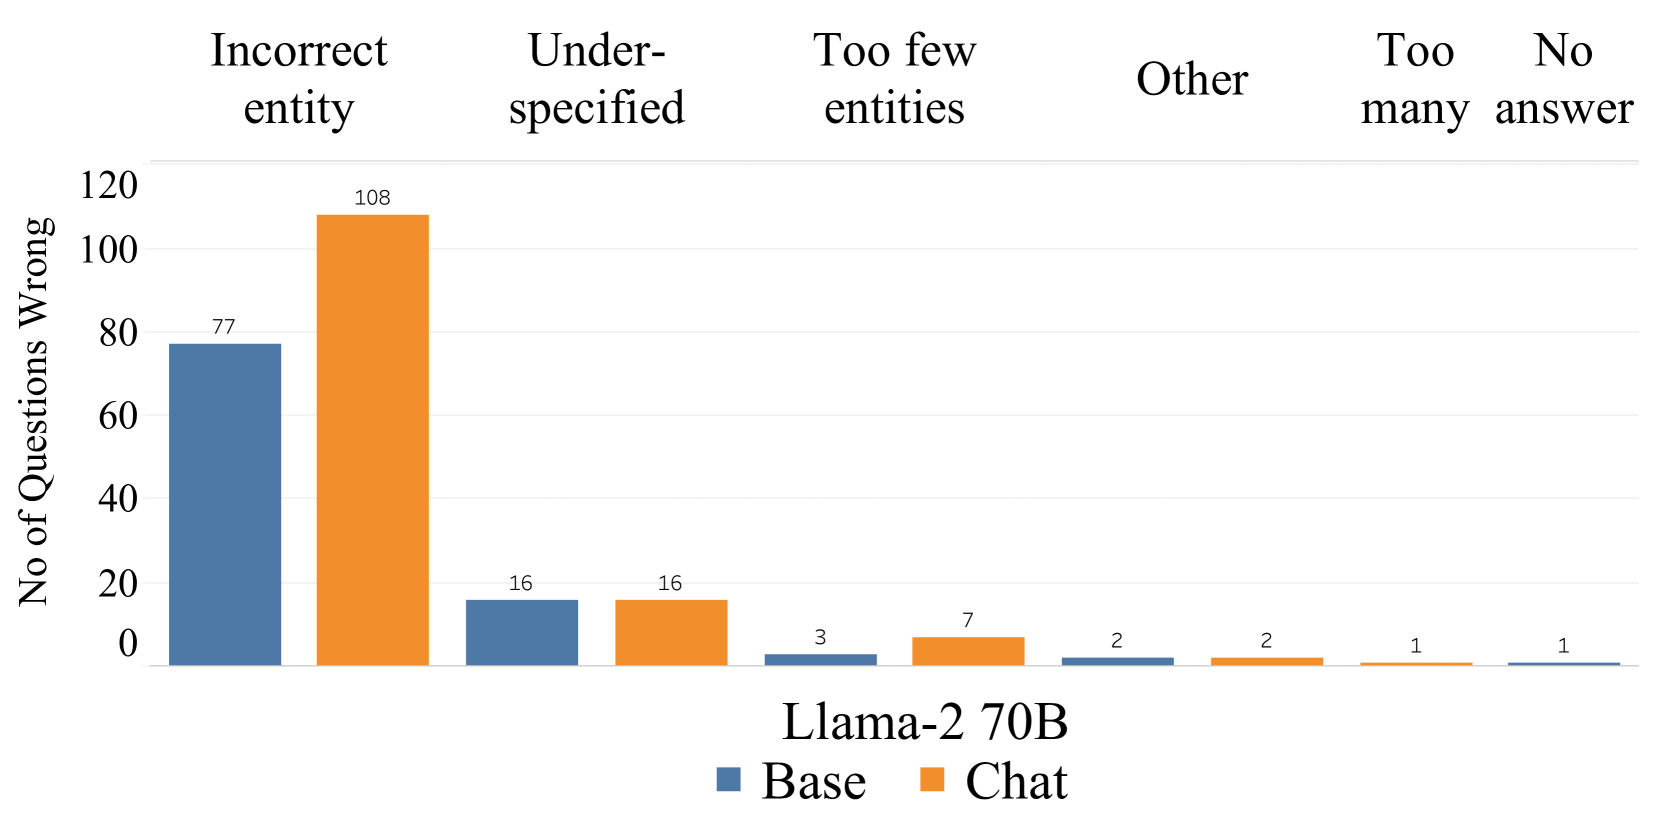 Incorrect
entity
Under-
specified
Too few
entities
Other
Too
many
No
answer
No of Questions Wrong
120
100
80
60
40
20
0
77
108
16
16
3
7
2
2
1
1
Llama-2 70B
Base
Chat